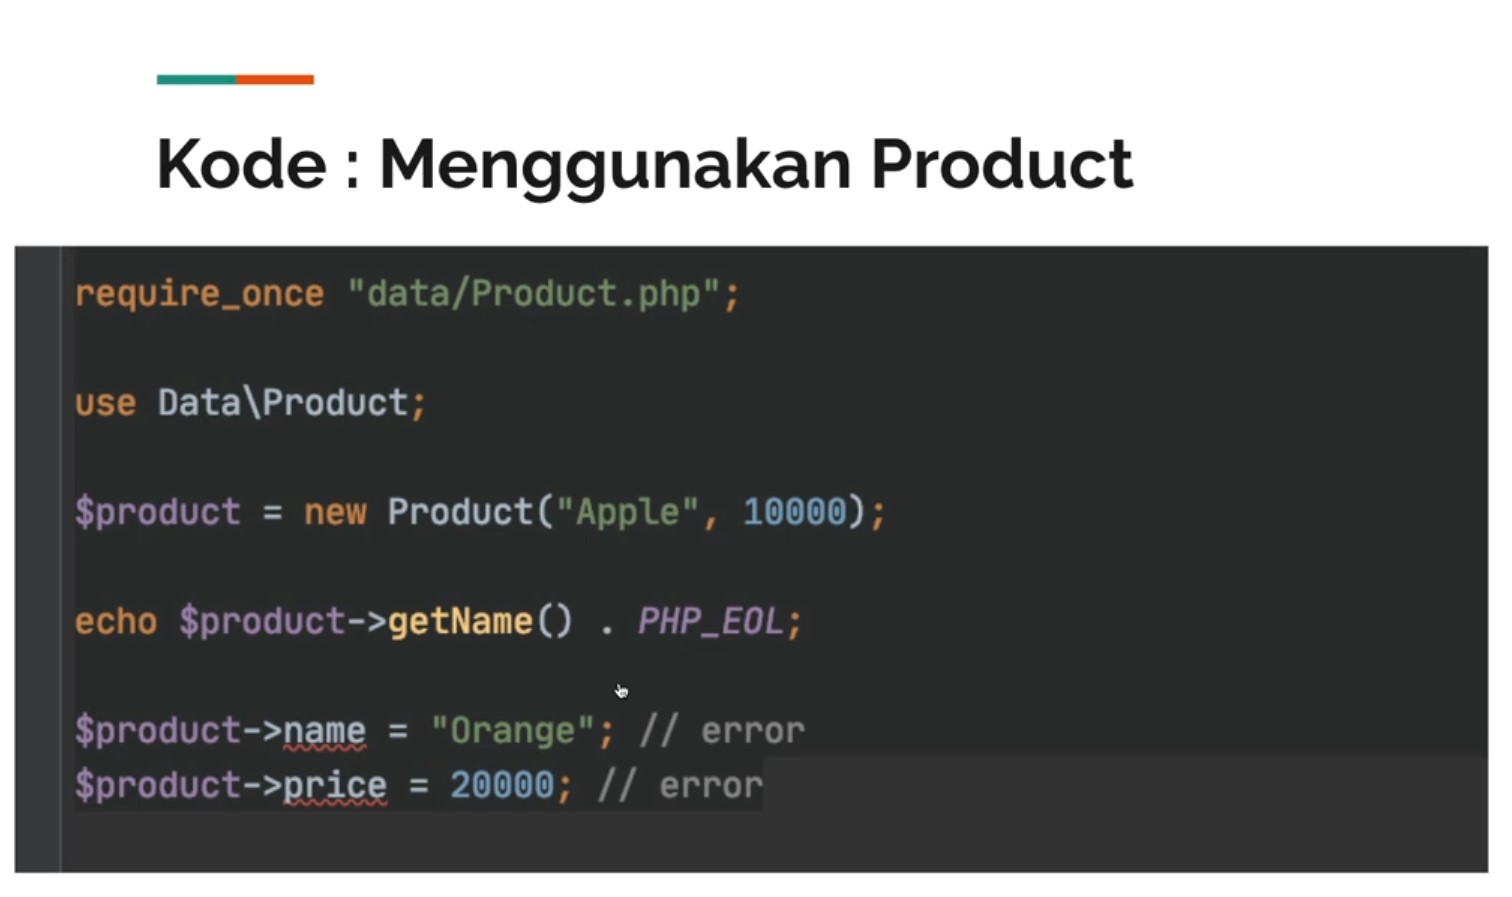 Kode : Menggunakan Product
require_once "data/Product.php";
use Data\Product;
$product = new Product("Apple", 10000);
echo $product->getName() . PHP_EOL;
$product->name = "Orange"; // error
$product->price = 20000; // error